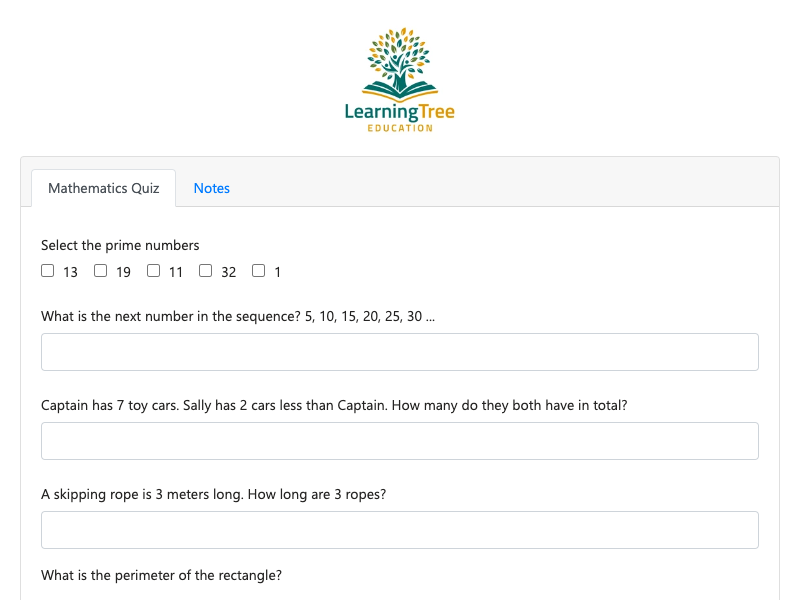 LearningTree
EDUCATION
Mathematics Quiz Notes
Select the prime numbers
13 19 11 32 1
What is the next number in the sequence? 5, 10, 15, 20, 25, 30 ...
Captain has 7 toy cars. Sally has 2 cars less than Captain. How many do they both have in total?
A skipping rope is 3 meters long. How long are 3 ropes?
What is the perimeter of the rectangle?